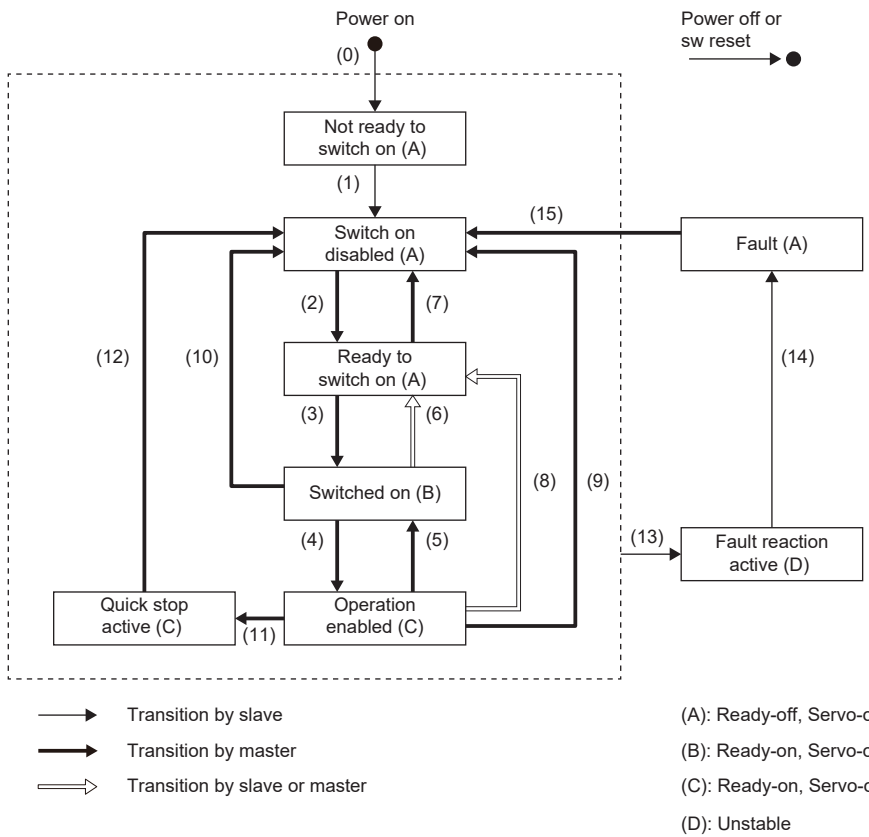 Power on
(0)
Power off or
sw reset
Not ready to
switch on (A)
(1)
(15)
Switch on
disabled (A)
Fault (A)
(2)
(7)
(12)
(10)
(14)
Ready to
switch on (A)
(3)
(6)
(8)
(9)
Switched on (B)
(4)
(5)
(13)
Fault reaction
active (D)
Quick stop
active (C)
(11)
Operation
enabled (C)
Transition by slave
Transition by master
Transition by slave or master
(A): Ready-off,
(B): Ready-on,
(C): Ready-on,
(D): Unstable